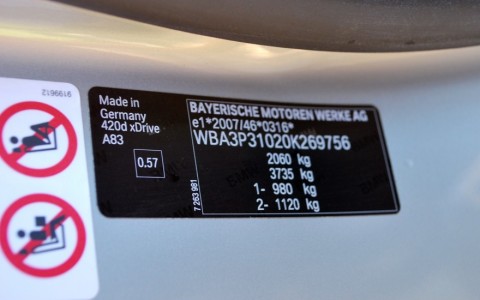 9199612
Made in
Germany
420d xDrive
A83
0.57
7 263 981
BAYERISCHE MOTOREN WERKE AG
e1*2007/46*0316*
WBA3P31020K269756
2060 kg
3735 kg
1- 980 kg
2- 1120 kg